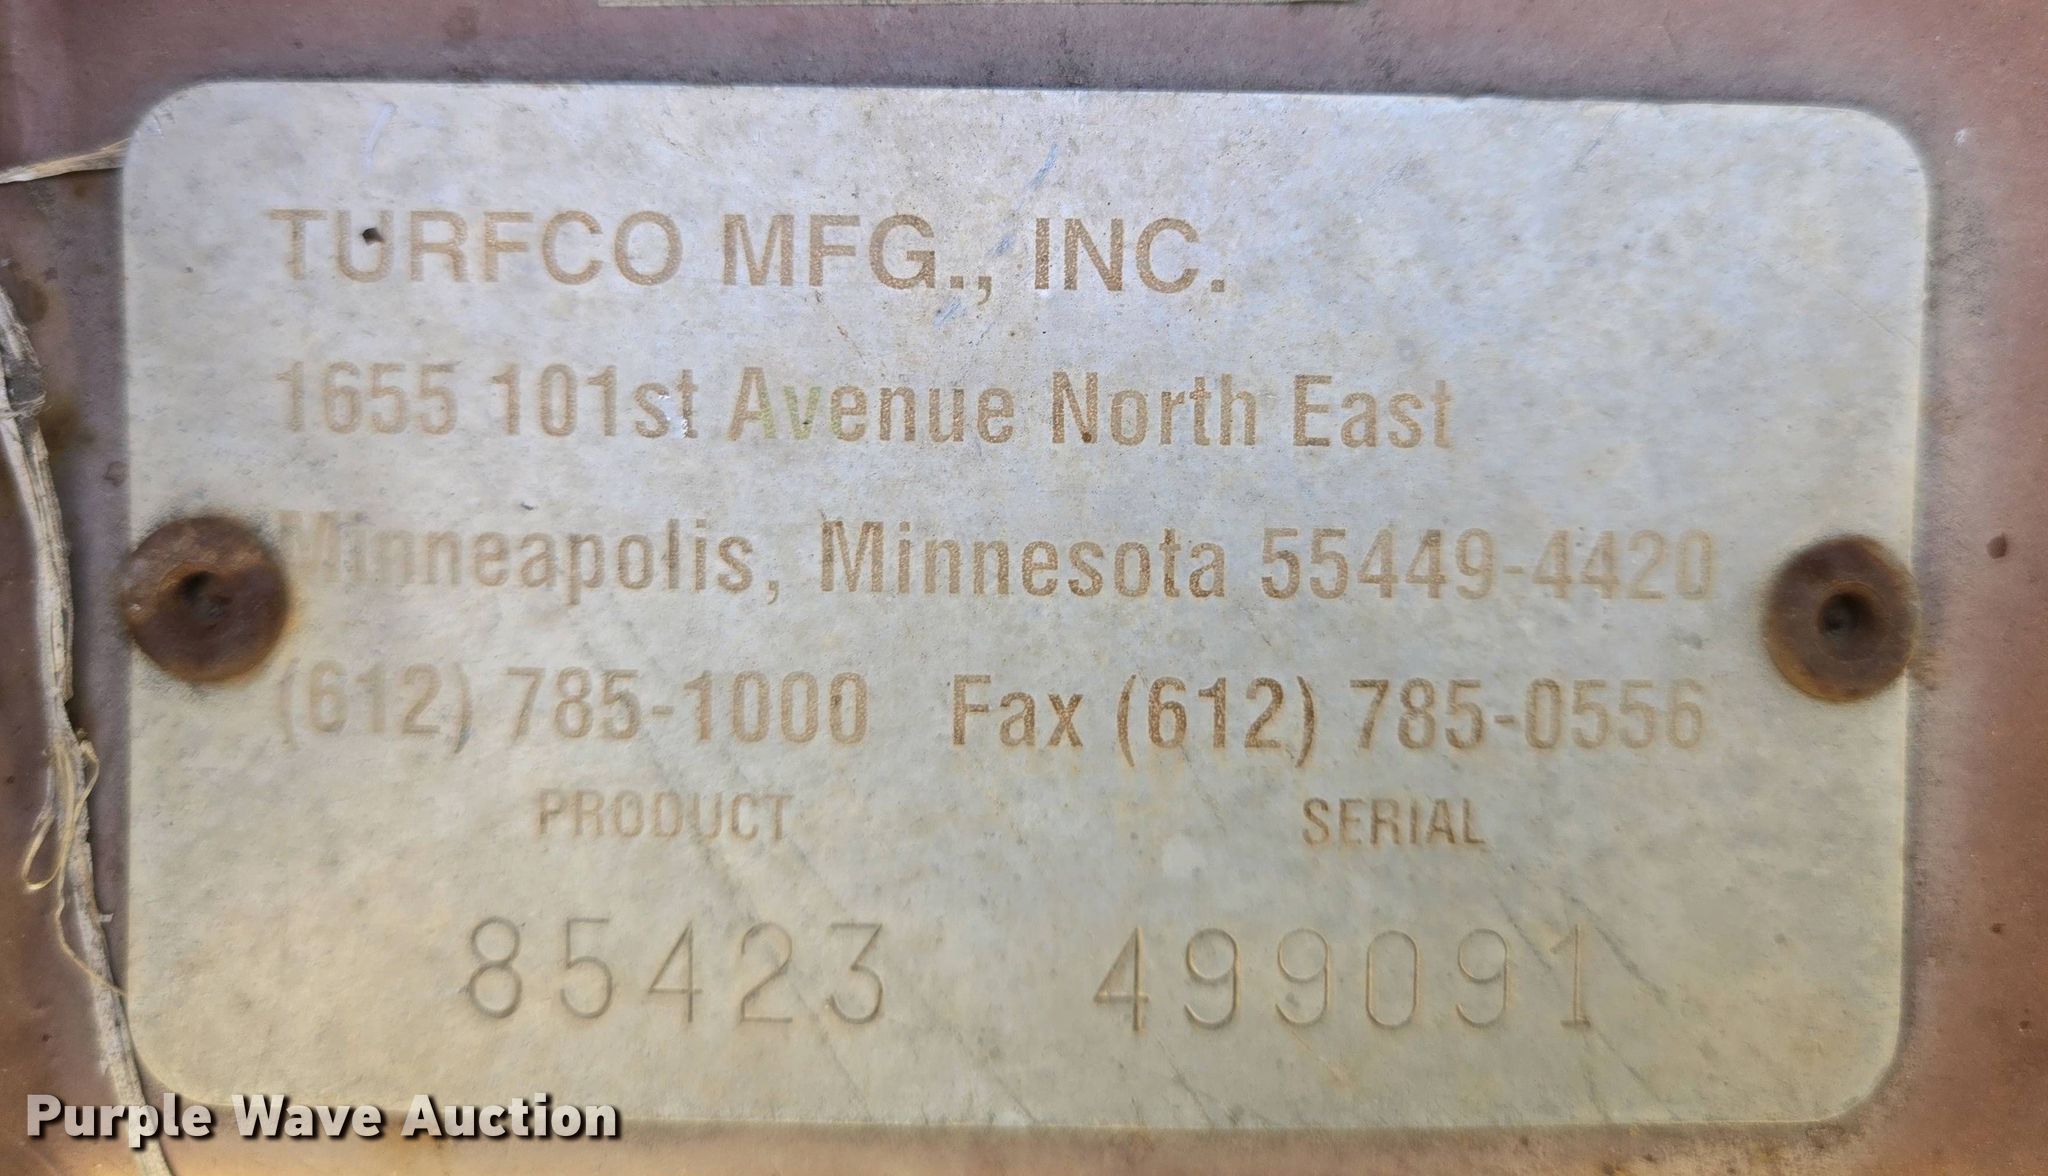 TURFCO MFG., INC.
1655 101st Avenue North East
Minneapolis, Minnesota 55449-4420
(612) 785-1000 Fax (612) 785-0556
PRODUCT SERIAL
85423 499091
Purple Wave Auction